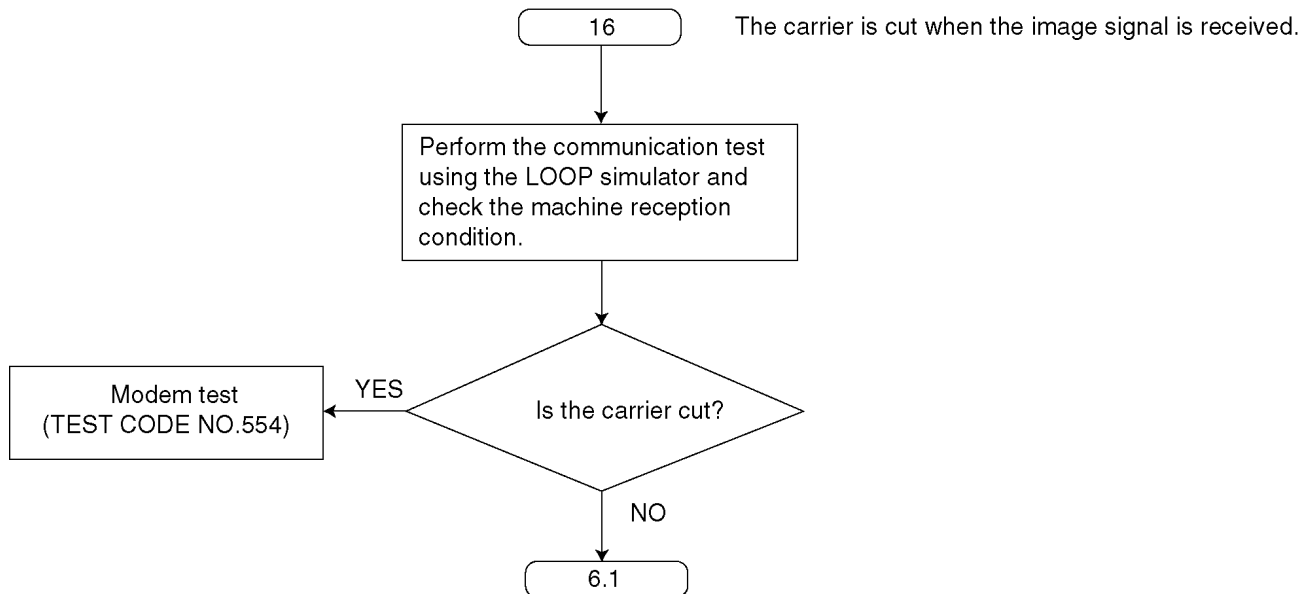 16
The carrier is cut when the image signal is received.
Perform the communication test
using the LOOP simulator and
check the machine reception
condition.
Modem test
(TEST CODE NO.554)
YES
Is the carrier cut?
NO
6.1